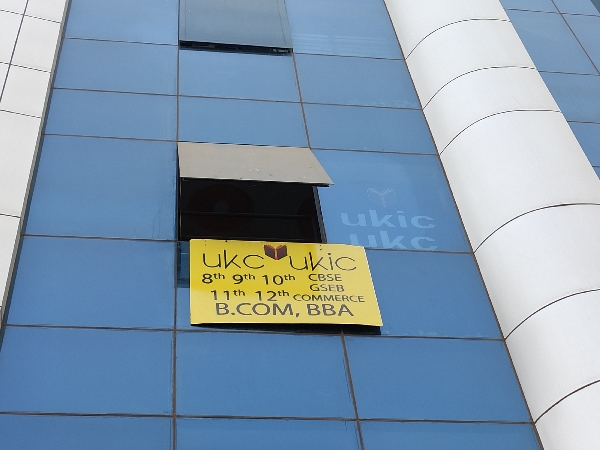 ukic
ukc
ukc ukic
8th 9th 10th CBSE
GSEB
11th 12th COMMERCE
B.COM, BBA